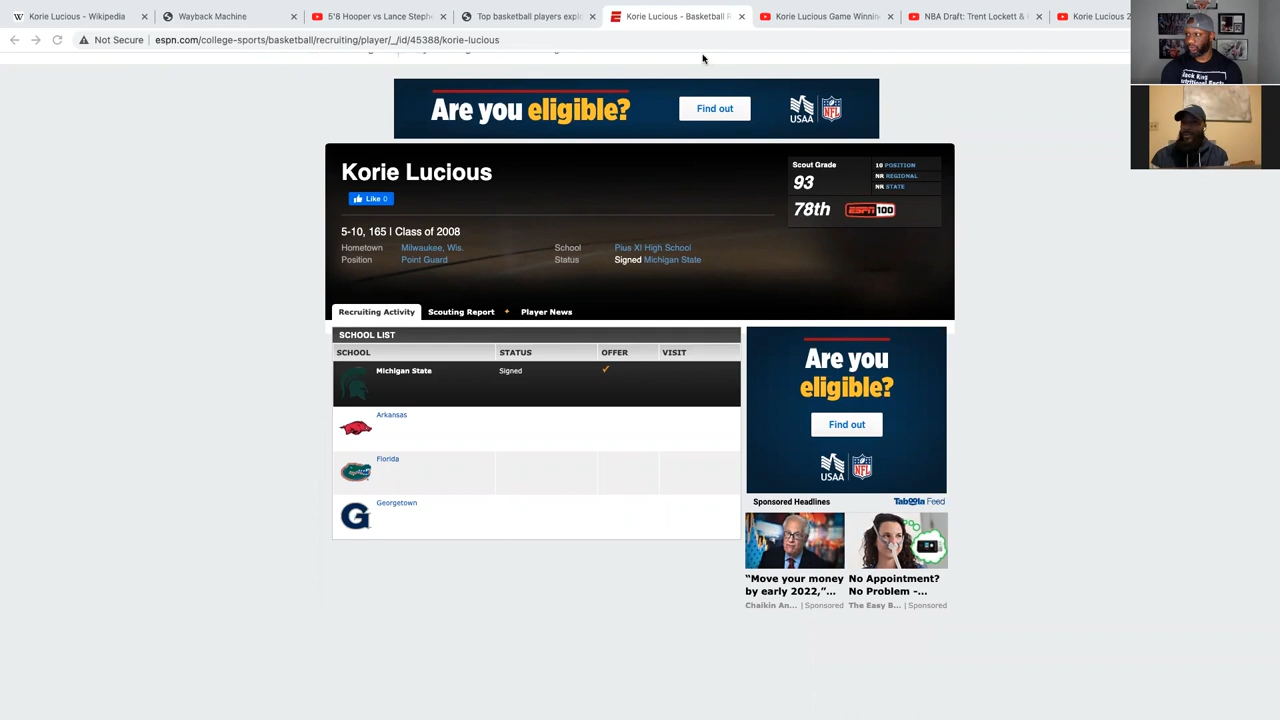 Korie Lucious - Wikipedia
Wayback Machine
5'8 Hooper vs Lance Steph
Top basketball players expl
Korie Lucious - Basketball R
Korie Lucious Game Winnin
NBA Draft: Trent Lockett &
Korie Lucious 2
Not Secure
espn.com/college-sports/basketball/recruiting/player/_/id/45388/korie-lucious
Are you eligible?
Find out
USAA
NFL
Korie Lucious
Like 0
5-10, 165 | Class of 2008
Hometown Milwaukee, Wis. School Pius XI High School
Position Point Guard Status Signed Michigan State
Scout Grade
93
10 POSITION
NR REGIONAL
NR STATE
78th ESPN 100
Recruiting Activity Scouting Report Player News
SCHOOL LIST
SCHOOL STATUS OFFER VISIT
Michigan State Signed ✓
Arkansas
Florida
Georgetown
G
Are you
eligible?
Find out
USAA
NFL
Sponsored Headlines Taboola Feed
"Move your money
by early 2022,"...
Chaikin An... | Sponsored
No Appointment?
No Problem -...
The Easy B... | Sponsored